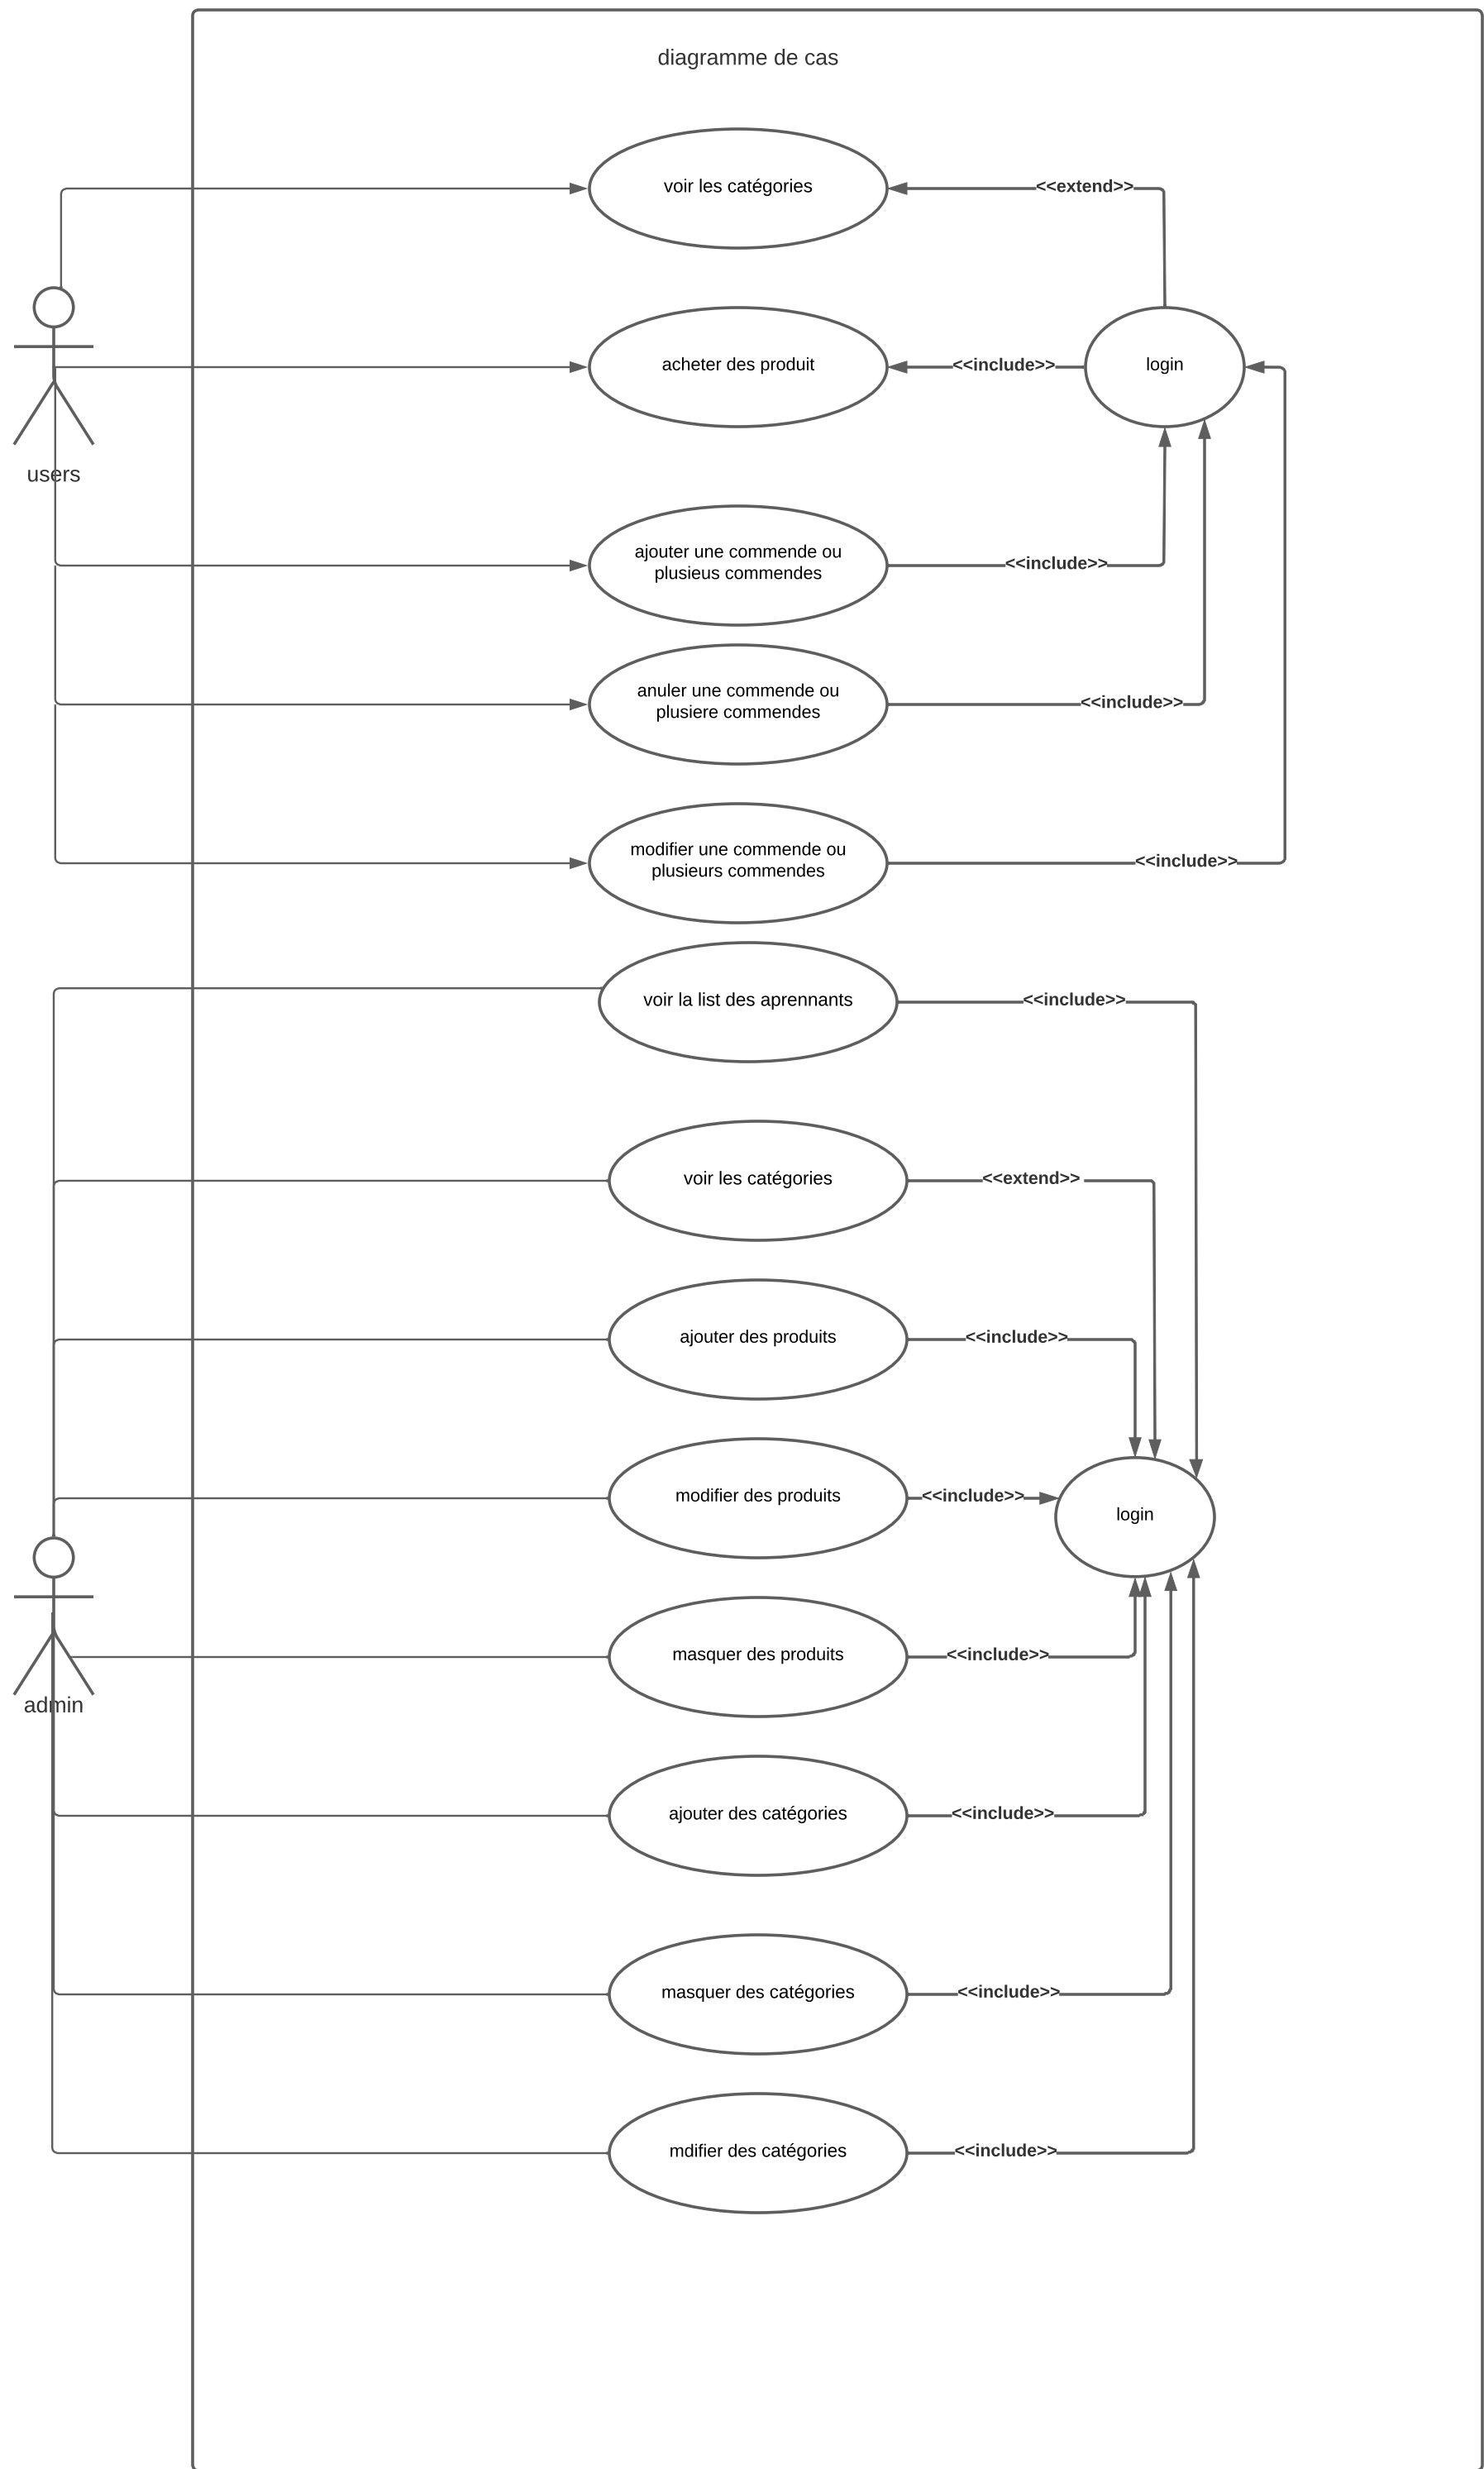 diagramme de cas
voir les catégories
<<extend>>
acheter des produit
<<include>>
login
users
ajouter une commende ou
plusieus commendes
<<include>>
anuler une commende ou
plusiere commendes
<<include>>
modifier une commende ou
plusieurs commendes
<<include>>
voir la list des aprennants
<<include>>
voir les catégories
<<extend>>
ajouter des produits
<<include>>
modifier des produits
<<include>>
login
masquer des produits
<<include>>
admin
ajouter des catégories
<<include>>
masquer des catégories
<<include>>
mdifier des catégories
<<include>>